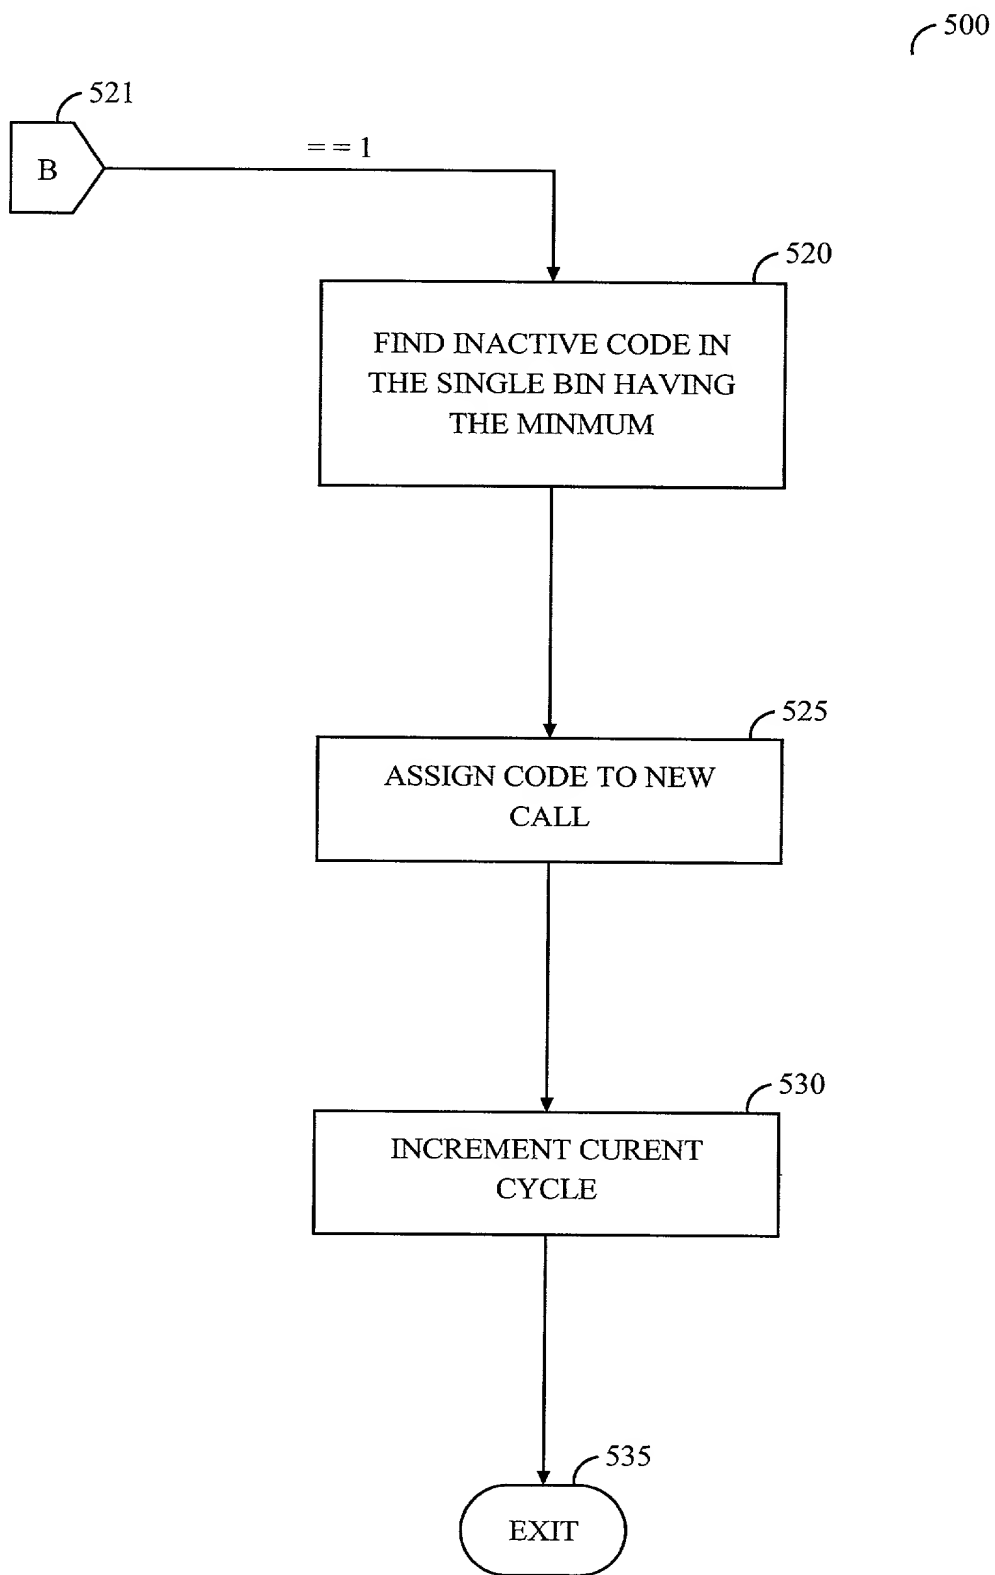 500
521
B
= = 1
520
FIND INACTIVE CODE IN
THE SINGLE BIN HAVING
THE MINMUM
525
ASSIGN CODE TO NEW
CALL
530
INCREMENT CURENT
CYCLE
535
EXIT